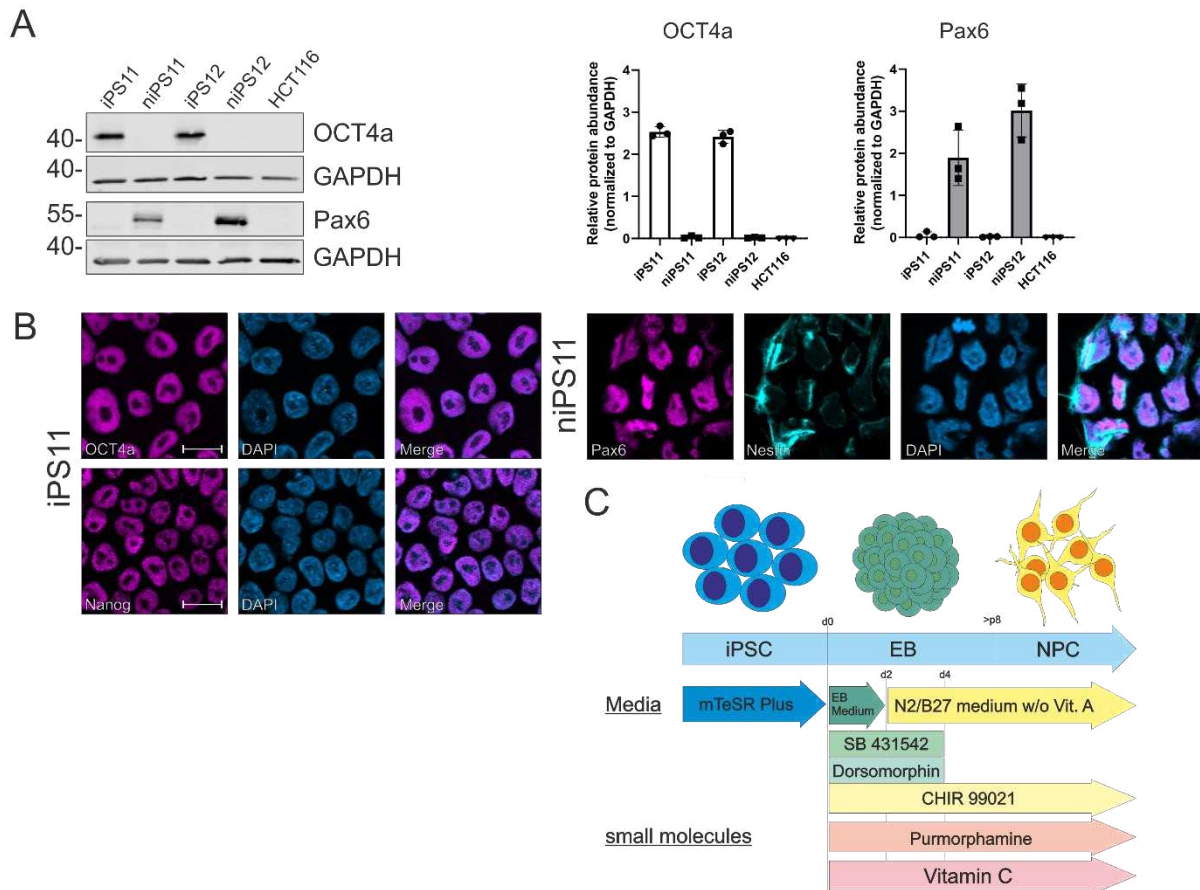 A
iPS11
niPS11
iPS12
niPS12
HCT116
40-
OCT4a
40-
GAPDH
55-
Pax6
40-
GAPDH
OCT4a
Relative protein abundance
(normalized to GAPDH)
4
3
2
1
0
iPS11
niPS11
iPS12
niPS12
HCT116
Pax6
Relative protein abundance
(normalized to GAPDH)
4
3
2
1
0
iPS11
niPS11
iPS12
niPS12
HCT116
B
iPS11
OCT4a
DAPI
Merge
Nanog
DAPI
Merge
niPS11
Pax6
Nestin
DAPI
Merge
C
d0
>p8
iPSC
EB
NPC
d2
d4
Media
mTeSR Plus
EB
Medium
N2/B27 medium w/o Vit. A
SB 431542
Dorsomorphin
CHIR 99021
small molecules
Purmorphamine
Vitamin C